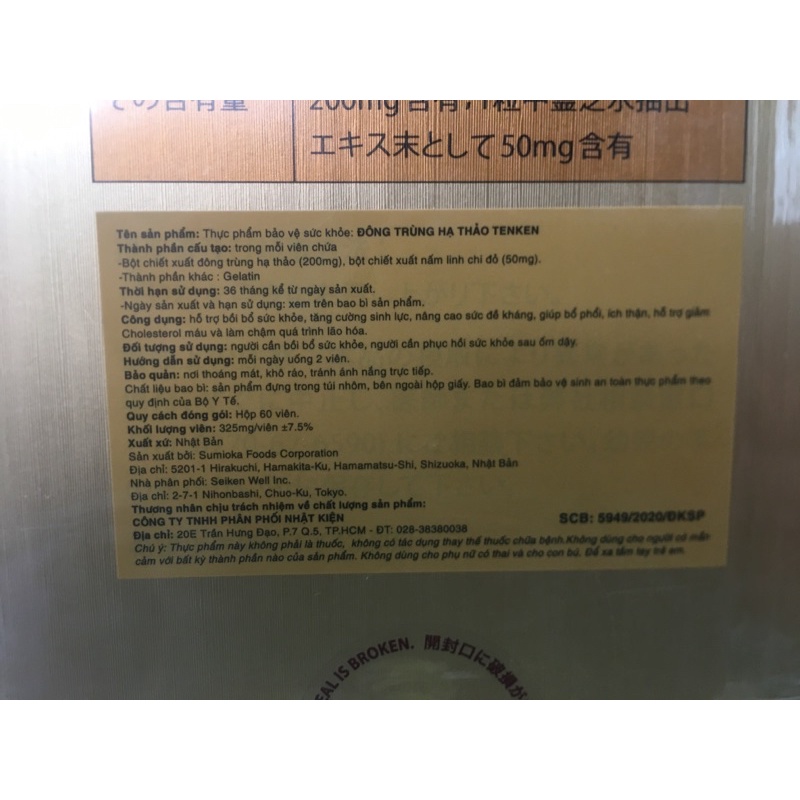 での含有量
200mg含有/1粒中霊芝水抽出
エキス末として50mg含有
Tên sản phẩm: Thực phẩm bảo vệ sức khỏe: ĐÔNG TRÙNG HẠ THẢO TENKEN
Thành phần cấu tạo: trong mỗi viên chứa
-Bột chiết xuất đông trùng hạ thảo (200mg), bột chiết xuất nấm linh chi đỏ (50mg).
-Thành phần khác : Gelatin
Thời hạn sử dụng: 36 tháng kể từ ngày sản xuất.
-Ngày sản xuất và hạn sử dụng: xem trên bao bì sản phẩm.
Công dụng: hỗ trợ bồi bổ sức khỏe, tăng cường sinh lực, nâng cao sức đề kháng, giúp bổ phổi, ích thận, hỗ trợ giảm
Cholesterol máu và làm chậm quá trình lão hóa.
Đối tượng sử dụng: người cần bồi bổ sức khỏe, người cần phục hồi sức khỏe sau ốm dậy.
Hướng dẫn sử dụng: mỗi ngày uống 2 viên.
Bảo quản: nơi thoáng mát, khô ráo, tránh ánh nắng trực tiếp.
Chất liệu bao bì: sản phẩm đựng trong túi nhôm, bên ngoài hộp giấy. Bao bì đảm bảo vệ sinh an toàn thực phẩm theo
quy định của Bộ Y Tế.
Quy cách đóng gói: Hộp 60 viên.
Khối lượng viên: 325mg/viên ±7.5%
Xuất xứ: Nhật Bản
Sản xuất bởi: Sumioka Foods Corporation
Địa chỉ: 5201-1 Hirakuchi, Hamakita-Ku, Hamamatsu-Shi, Shizuoka, Nhật Bản
Nhà phân phối: Seiken Well Inc.
Địa chỉ: 2-7-1 Nihonbashi, Chuo-Ku, Tokyo.
Thương nhân chịu trách nhiệm về chất lượng sản phẩm:
CÔNG TY TNHH PHÂN PHỐI NHẬT KIỆN SCB: 5949/2020/ĐKSP
Địa chỉ: 20E Trần Hưng Đạo, P.7 Q.5, TP.HCM - ĐT: 028-38380038
Chú ý: Thực phẩm này không phải là thuốc, không có tác dụng thay thế thuốc chữa bệnh.Không dùng cho người có mẫn
cảm với bất kỳ thành phần nào của sản phẩm. Không dùng cho phụ nữ có thai và cho con bú. Để xa tầm tay trẻ em.
EAL IS BROKEN. 開封口に破損が